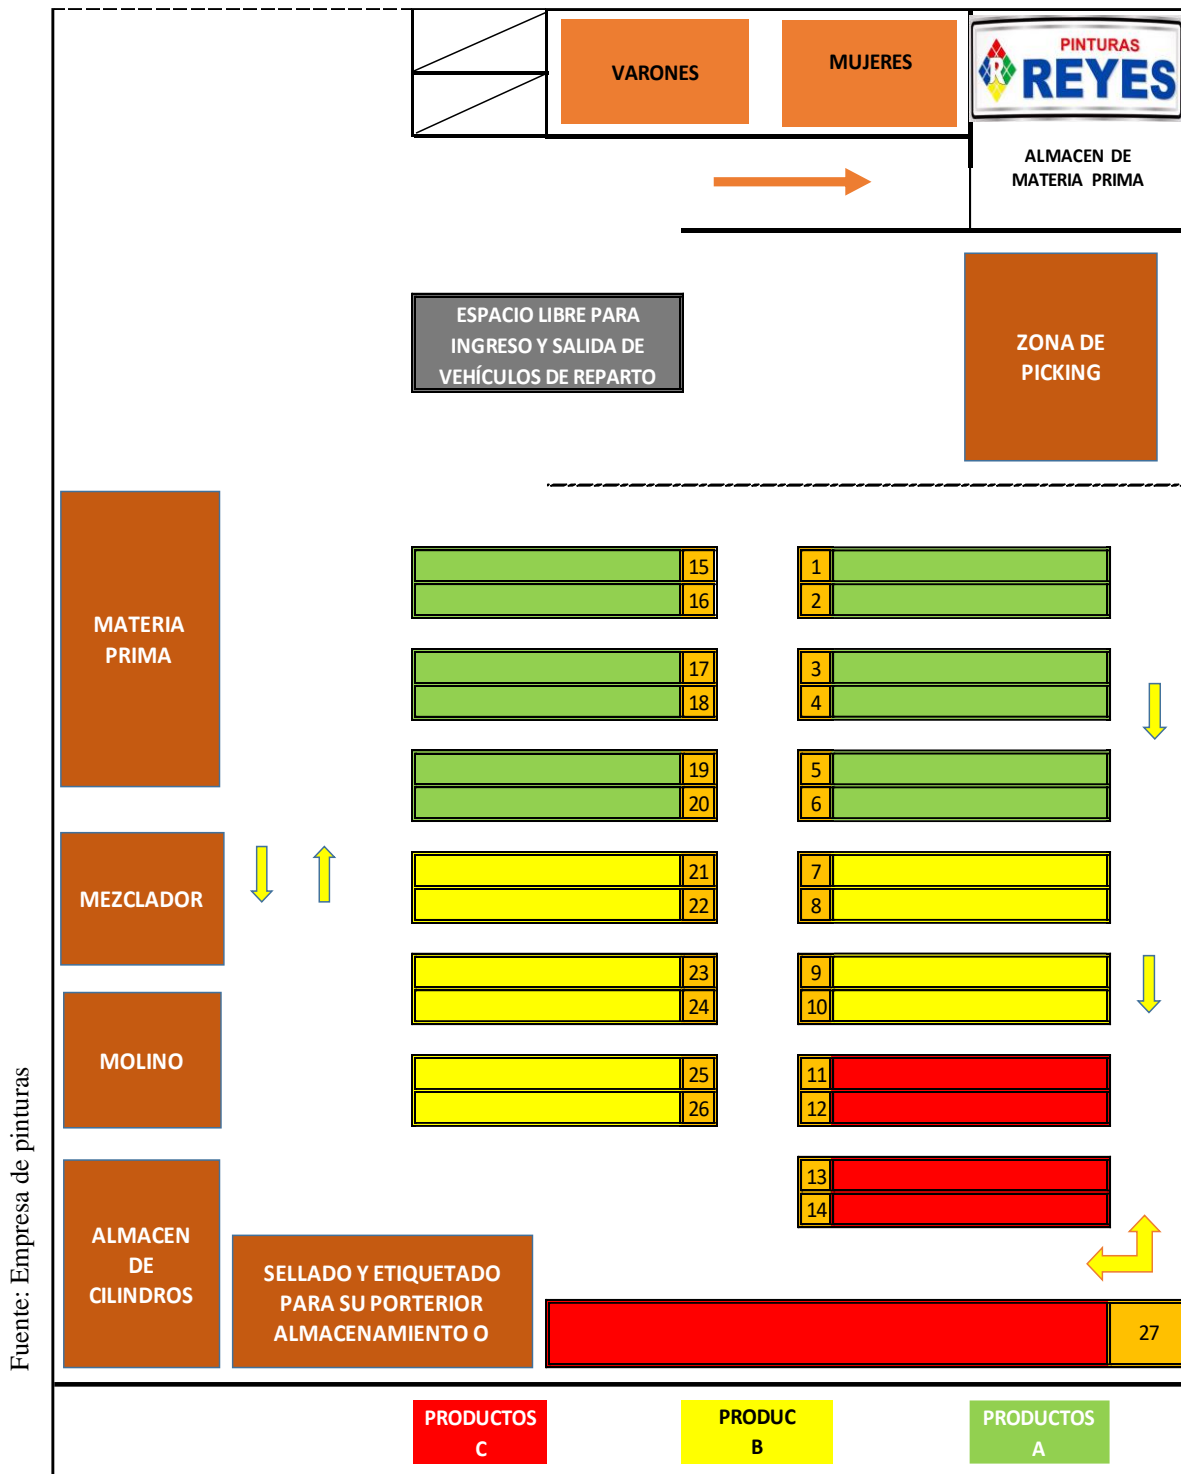 VARONES
MUJERES
PINTURAS
REYES
R
ALMACEN DE
MATERIA PRIMA
ESPACIO LIBRE PARA
INGRESO Y SALIDA DE
VEHÍCULOS DE REPARTO
ZONA DE
PICKING
MATERIA
PRIMA
15
16
1
2
17
18
3
4
19
20
5
6
MEZCLADOR
21
22
7
8
23
24
9
10
MOLINO
25
26
11
12
13
14
ALMACEN
DE
CILINDROS
SELLADO Y ETIQUETADO
PARA SU PORTERIOR
ALMACENAMIENTO O
27
PRODUCTOS
C
PRODUC
B
PRODUCTOS
A
Fuente: Empresa de pinturas